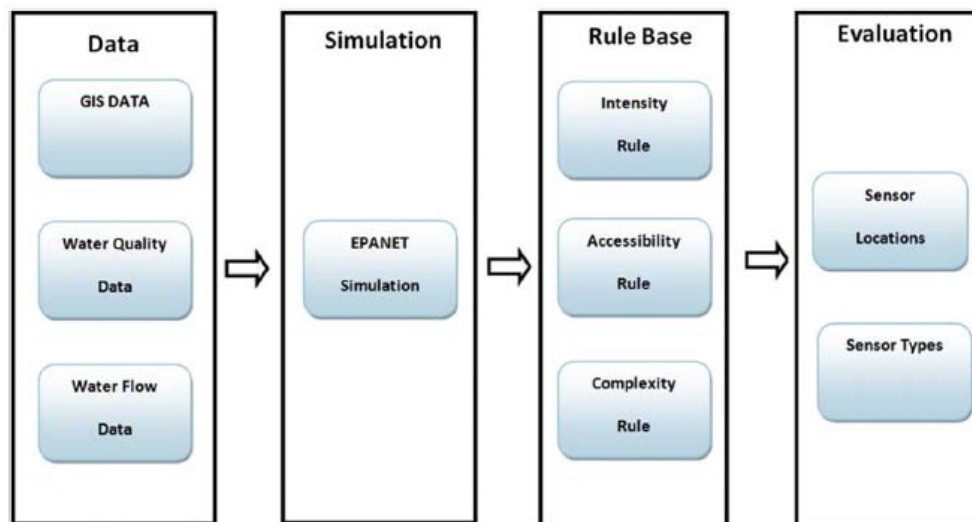 Data
GIS DATA
Water Quality
Data
Water Flow
Data
Simulation
EPANET
Simulation
Rule Base
Intensity
Rule
Accessibility
Rule
Complexity
Rule
Evaluation
Sensor
Locations
Sensor Types